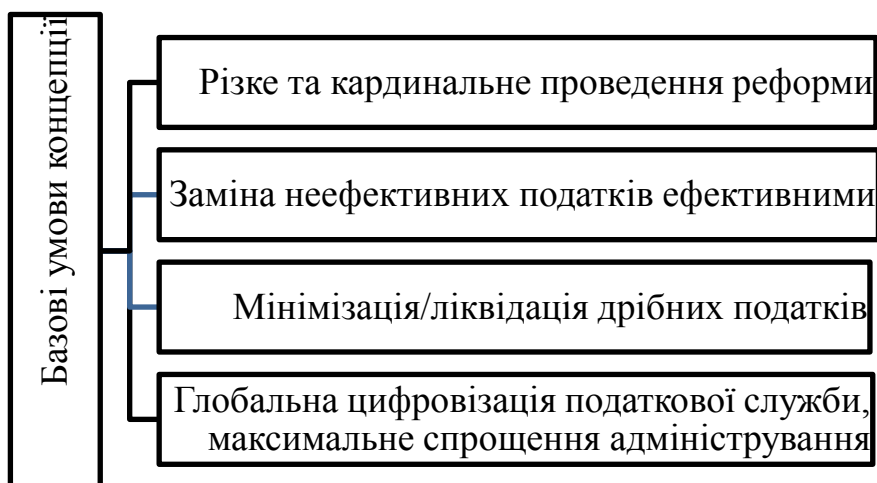 Базові умови концепції
Різке та кардинальне проведення реформи
Заміна неефективних податків ефективними
Мінімізація/ліквідація дрібних податків
Глобальна цифровізація податкової служби,
максимальне спрощення адміністрування